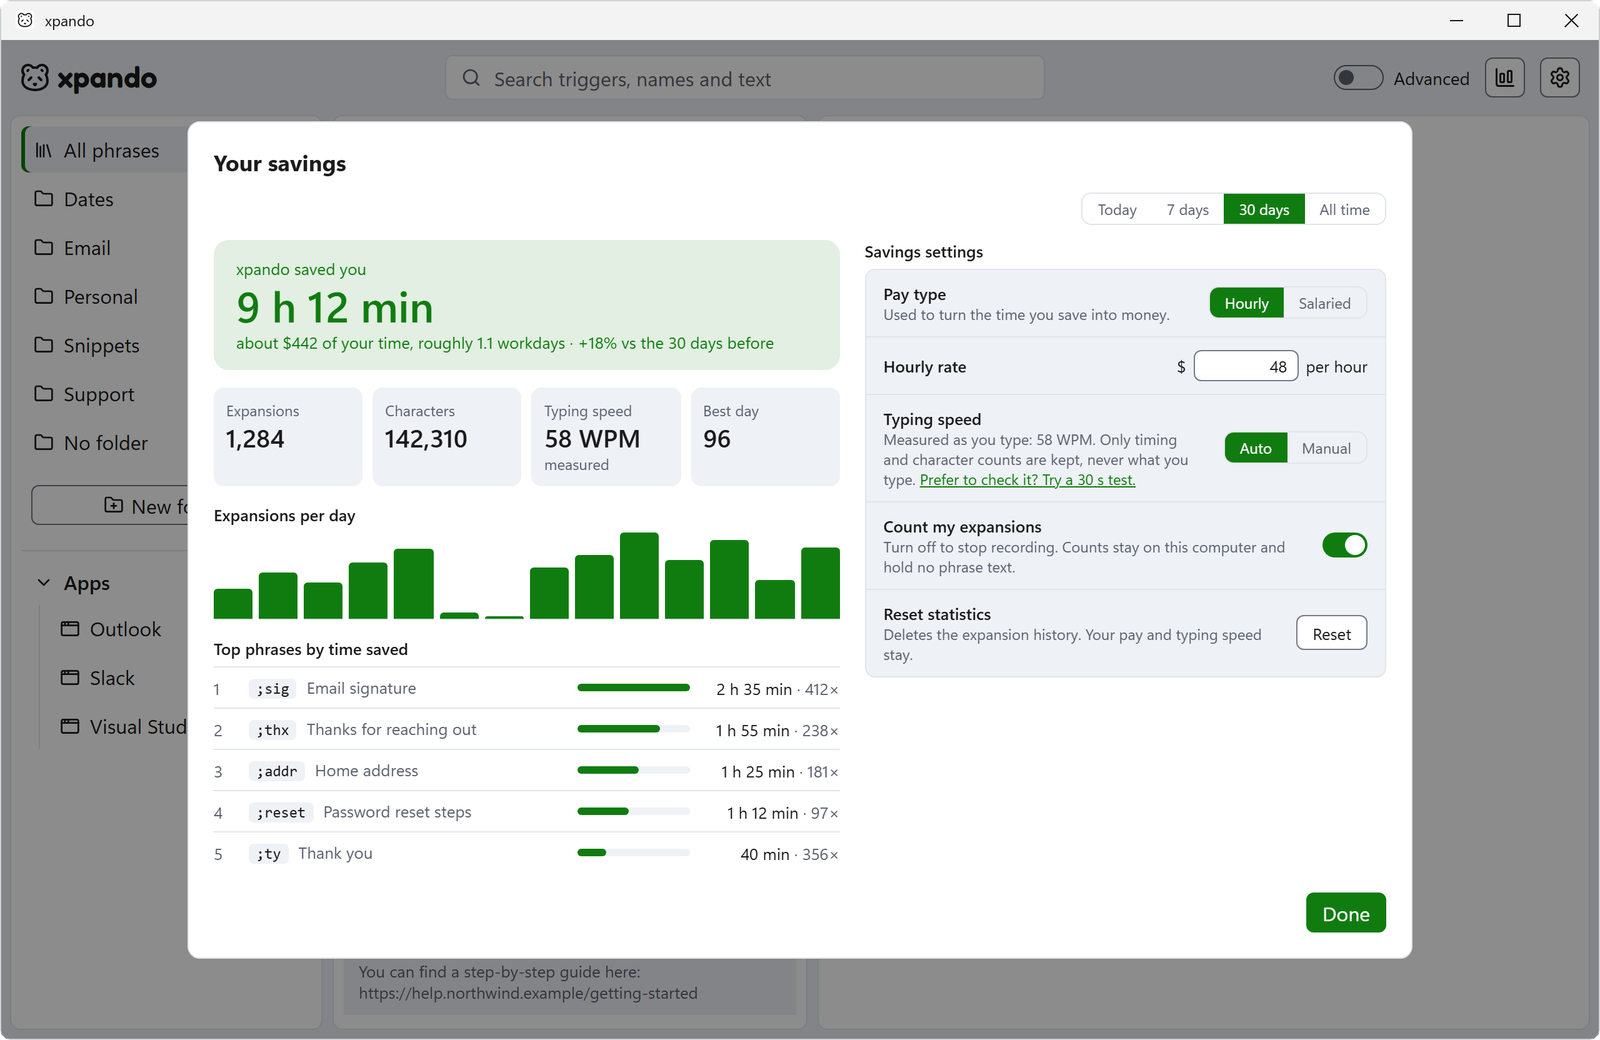 xpando
xpando
Search triggers, names and text
Advanced
All phrases
Dates
Email
Personal
Snippets
Support
No folder
New fo
Apps
Outlook
Slack
Visual Stud
Your savings
Today 7 days 30 days All time
xpando saved you
9 h 12 min
about $442 of your time, roughly 1.1 workdays · +18% vs the 30 days before
Expansions
1,284
Characters
142,310
Typing speed
58 WPM
measured
Best day
96
Expansions per day
Top phrases by time saved
1 ;sig Email signature 2 h 35 min · 412×
2 ;thx Thanks for reaching out 1 h 55 min · 238×
3 ;addr Home address 1 h 25 min · 181×
4 ;reset Password reset steps 1 h 12 min · 97×
5 ;ty Thank you 40 min · 356×
Savings settings
Pay type
Used to turn the time you save into money.
Hourly Salaried
Hourly rate $ 48 per hour
Typing speed
Measured as you type: 58 WPM. Only timing
and character counts are kept, never what you
type. Prefer to check it? Try a 30 s test.
Auto Manual
Count my expansions
Turn off to stop recording. Counts stay on this computer and
hold no phrase text.
Reset statistics
Deletes the expansion history. Your pay and typing speed
stay.
Reset
Done
You can find a step-by-step guide here:
https://help.northwind.example/getting-started